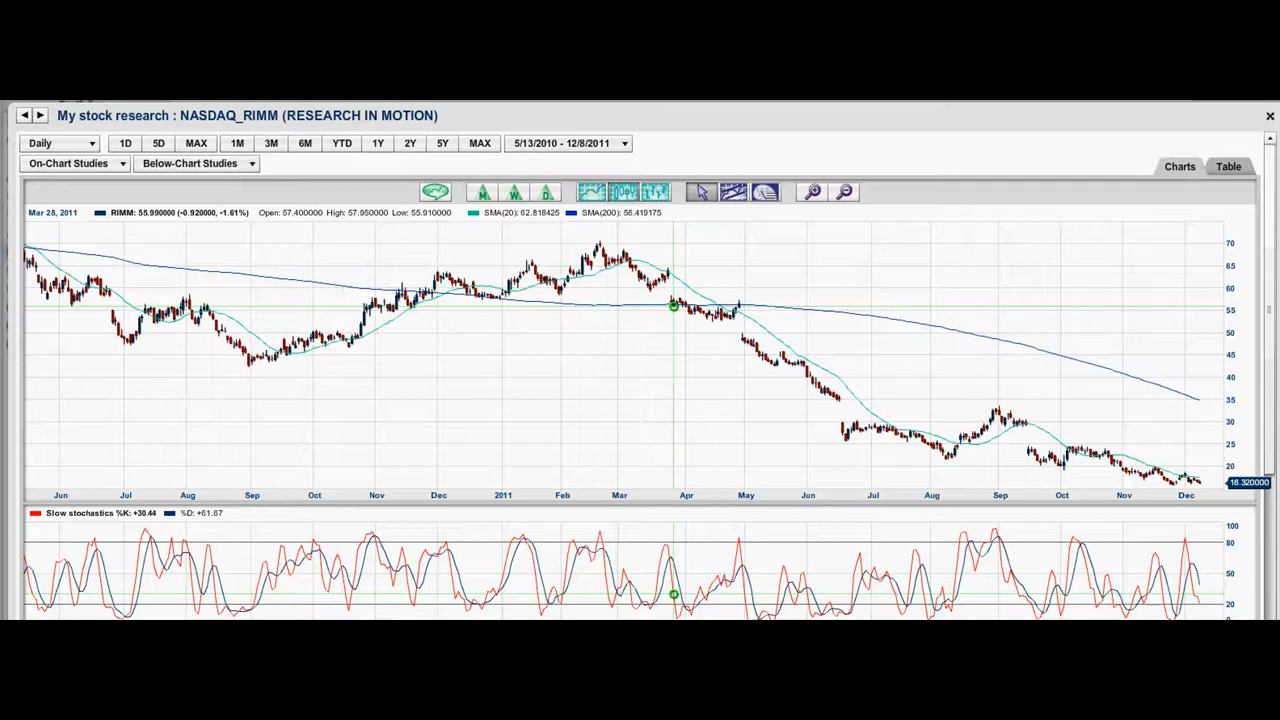 My stock research : NASDAQ_RIMM (RESEARCH IN MOTION)
Daily 1D 5D MAX 1M 3M 6M YTD 1Y 2Y 5Y MAX 5/13/2010 - 12/8/2011
On-Chart Studies Below-Chart Studies Charts Table
M W D
Mar 28, 2011 RIMM: 55.990000 (-0.920000, -1.61%) Open: 57.400000 High: 57.950000 Low: 55.910000 SMA(20): 62.818425 SMA(200): 56.419175
70
65
60
55
50
45
40
35
30
25
20
16.320000
Jun Jul Aug Sep Oct Nov Dec 2011 Feb Mar Apr May Jun Jul Aug Sep Oct Nov Dec
Slow stochastics %K: +30.44 %D: +61.67
100
80
50
20
0